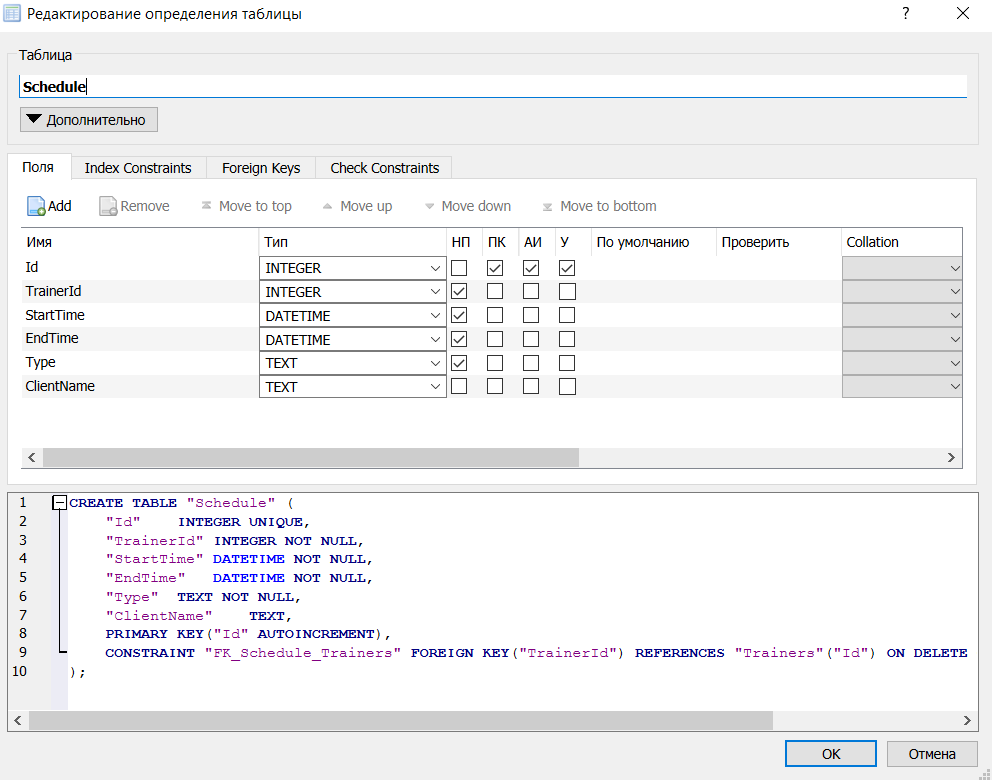 Редактирование определения таблицы
?
Таблица
Schedule
Дополнительно
Поля Index Constraints Foreign Keys Check Constraints
Add Remove Move to top Move up Move down Move to bottom
Имя Тип НП ПК АИ У По умолчанию Проверить Collation
Id INTEGER
TrainerId INTEGER
StartTime DATETIME
EndTime DATETIME
Type TEXT
ClientName TEXT
1 CREATE TABLE "Schedule" (
2 "Id" INTEGER UNIQUE,
3 "TrainerId" INTEGER NOT NULL,
4 "StartTime" DATETIME NOT NULL,
5 "EndTime" DATETIME NOT NULL,
6 "Type" TEXT NOT NULL,
7 "ClientName" TEXT,
8 PRIMARY KEY("Id" AUTOINCREMENT),
9 CONSTRAINT "FK_Schedule_Trainers" FOREIGN KEY("TrainerId") REFERENCES "Trainers"("Id") ON DELETE
10 );
OK Отмена